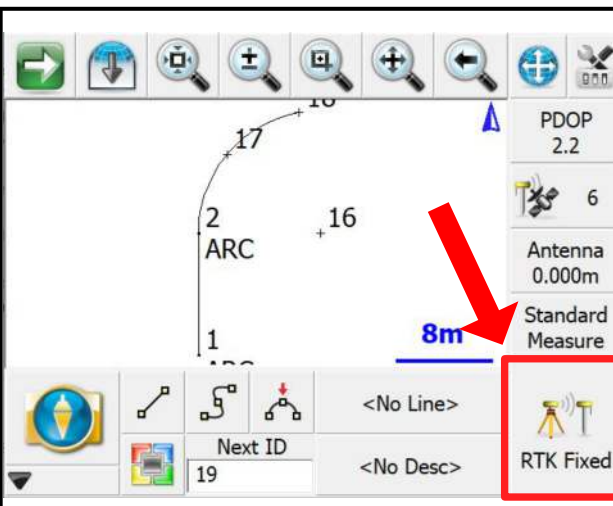 PDOP
2.2
6
Antenna
0.000m
Standard
Measure
17
2
ARC
16
1
8m
<No Line>
Next ID
19
<No Desc>
RTK Fixed